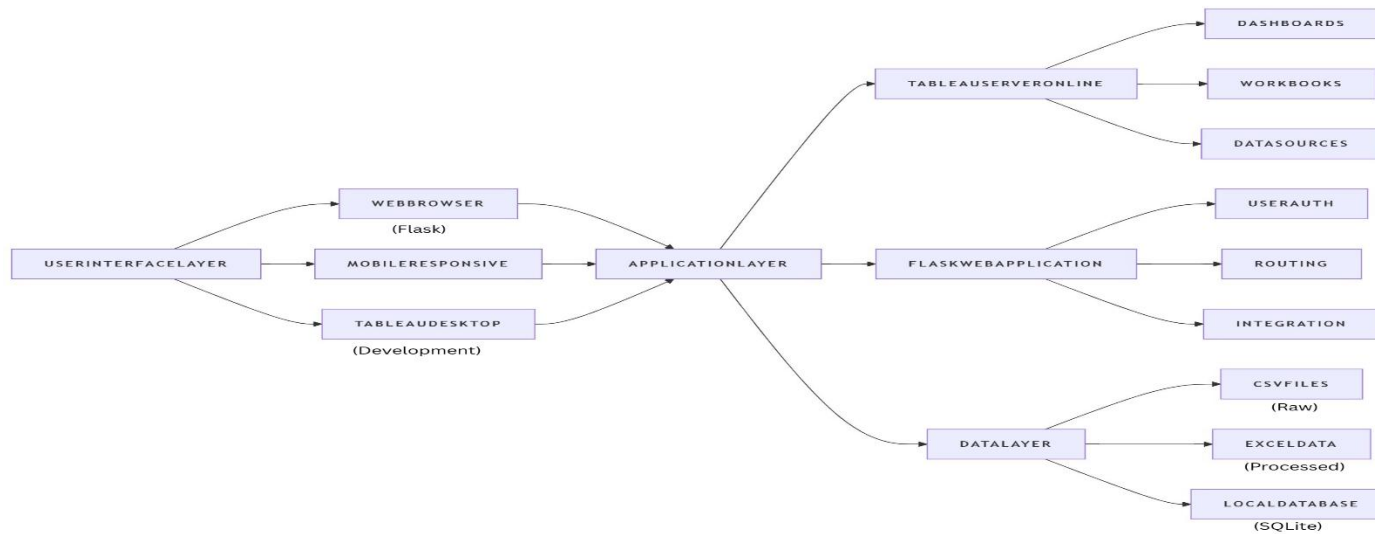 USERINTERFACELAYER
WEBBROWSER
(Flask)
MOBILERESPONSIVE
TABLEAUDESKTOP
(Development)
APPLICATIONLAYER
TABLEAUSERVERONLINE
DASHBOARDS
WORKBOOKS
DATASOURCES
FLASKWEBAPPLICATION
USERAUTH
ROUTING
INTEGRATION
DATALAYER
CSVFILES
(Raw)
EXCELDATA
(Processed)
LOCALDATABASE
(SQLite)